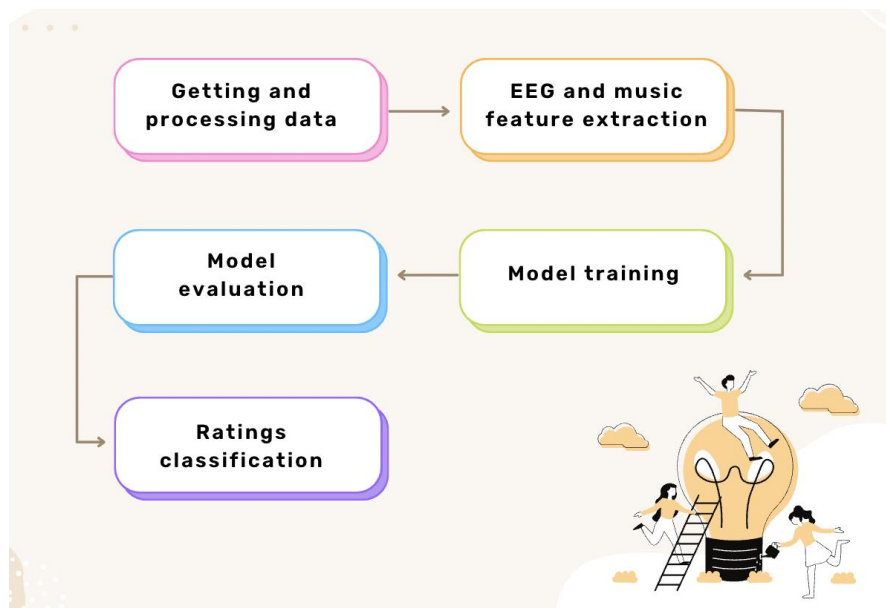 Getting and
processing data
EEG and music
feature extraction
Model training
Model
evaluation
Ratings
classification